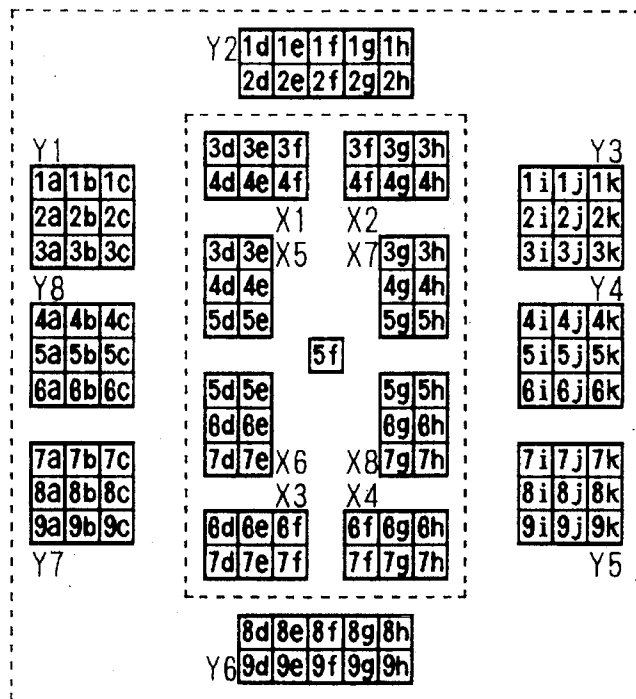 Y2 1d 1e 1f 1g 1h
2d 2e 2f 2g 2h
Y1
1a 1b 1c
2a 2b 2c
3a 3b 3c
3d 3e 3f
4d 4e 4f
X1
3f 3g 3h
4f 4g 4h
X2
Y3
1i 1j 1k
2i 2j 2k
3i 3j 3k
Y8
4a 4b 4c
5a 5b 5c
6a 6b 6c
X5
3d 3e
4d 4e
5d 5e
X7
3g 3h
4g 4h
5g 5h
5f
Y4
4i 4j 4k
5i 5j 5k
6i 6j 6k
7a 7b 7c
8a 8b 8c
9a 9b 9c
Y7
5d 5e
6d 6e
7d 7e
X6
5g 5h
6g 6h
7g 7h
X8
X3
6d 6e 6f
7d 7e 7f
X4
6f 6g 6h
7f 7g 7h
7i 7j 7k
8i 8j 8k
9i 9j 9k
Y5
8d 8e 8f 8g 8h
Y6 9d 9e 9f 9g 9h